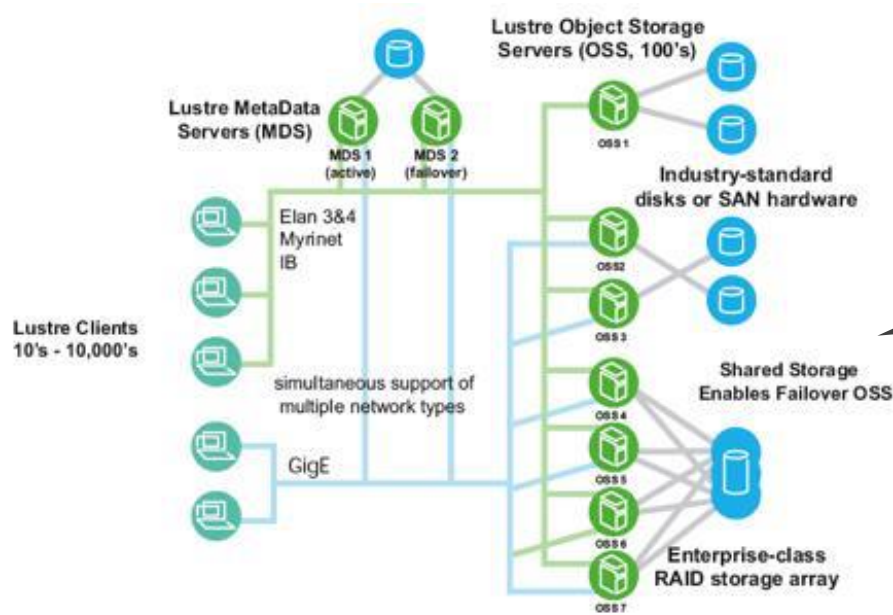 Lustre Object Storage
Servers (OSS, 100's)
Lustre MetaData
Servers (MDS)
MDS 1
(active)
MDS 2
(failover)
OSS 1
Industry-standard
disks or SAN hardware
Elan 3&4
Myrinet
IB
OSS2
OSS 3
Lustre Clients
10's - 10,000's
simultaneous support of
multiple network types
Shared Storage
Enables Failover OSS
OSS 4
GigE
OSS 5
OSS 6
Enterprise-class
RAID storage array
OSS 7